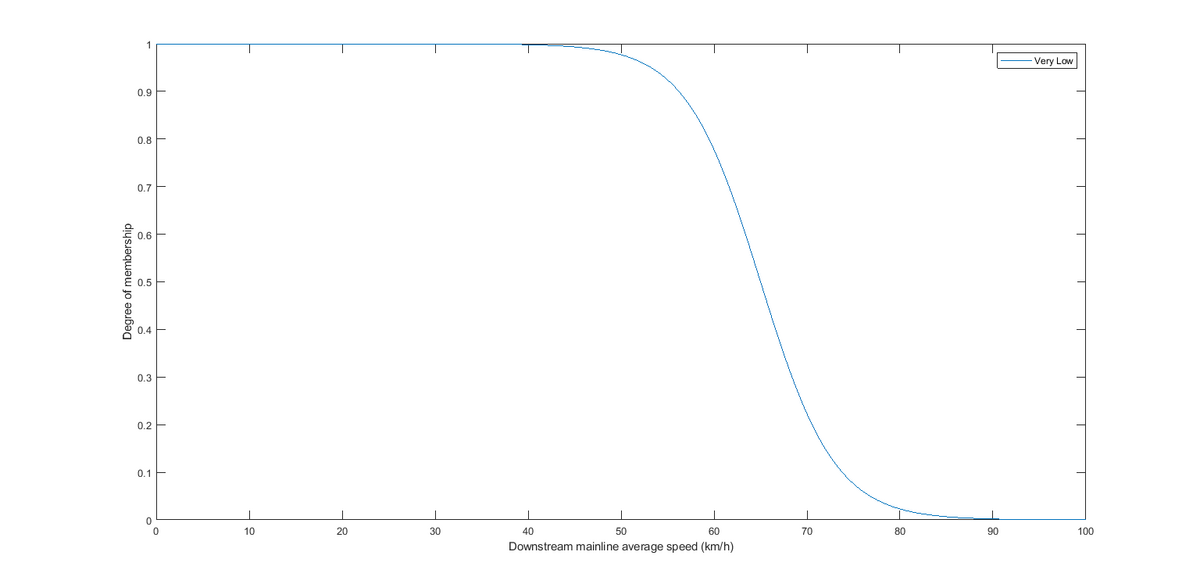 1
0.9
0.8
0.7
0.6
0.5
0.4
0.3
0.2
0.1
0
Degree of membership
Very Low
0 10 20 30 40 50 60 70 80 90 100
Downstream mainline average speed (km/h)